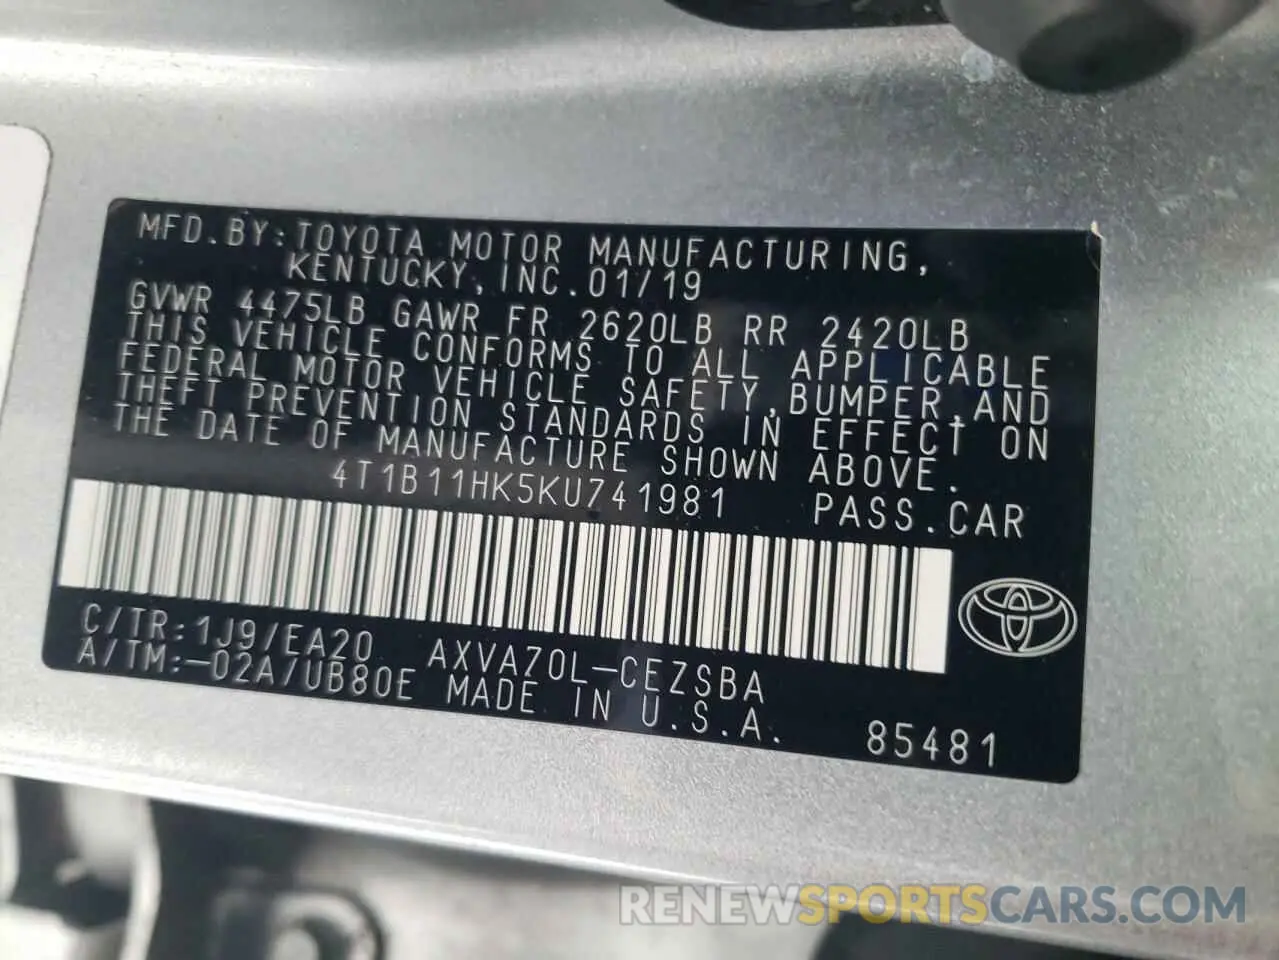 MFD.BY:TOYOTA MOTOR MANUFACTURING,
KENTUCKY,INC.01/19
GVWR 4475LB GAWR FR 2620LB RR 2420LB
THIS VEHICLE CONFORMS TO ALL APPLICABLE
FEDERAL MOTOR VEHICLE SAFETY,BUMPER,AND
THEFT PREVENTION STANDARDS IN EFFECT ON
THE DATE OF MANUFACTURE SHOWN ABOVE.
4T1B11HK5KU741981 PASS.CAR
C/TR:1J9/EA20 AXVA70L-CEZSBA
A/TM:-02A/UB80E MADE IN U.S.A.
85481
RENEWSPORTSCARS.COM